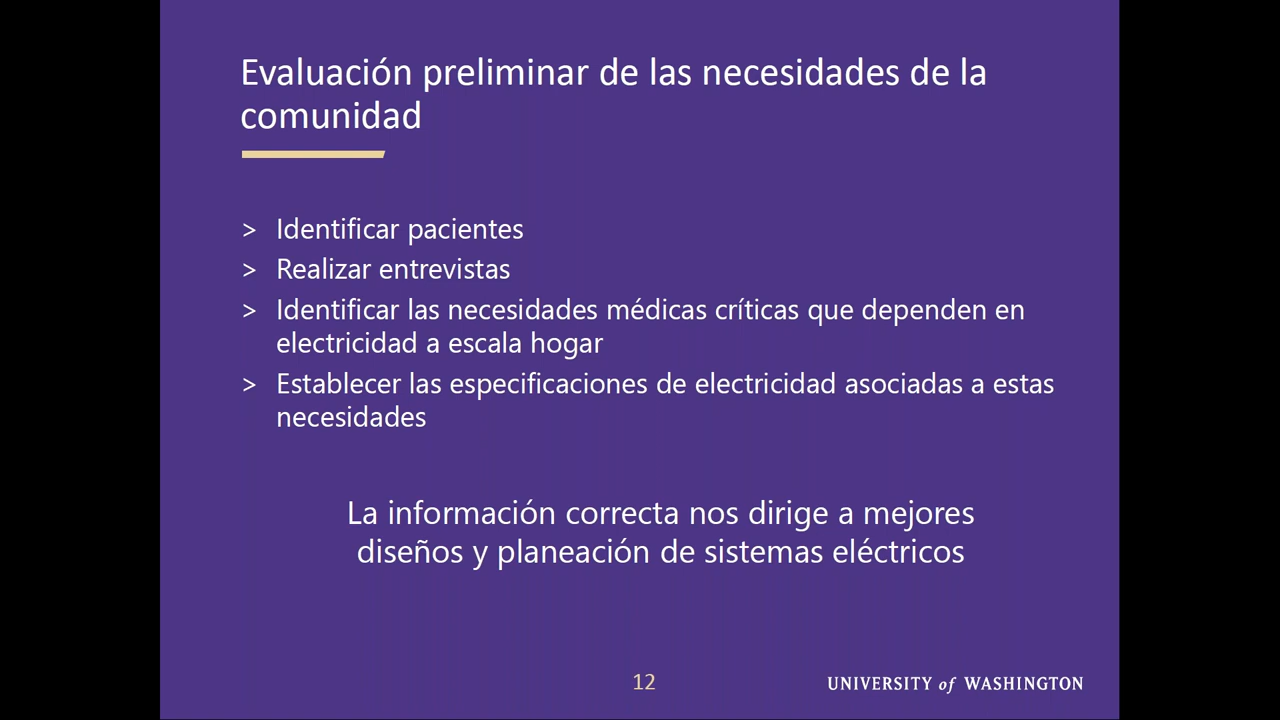 Evaluación preliminar de las necesidades de la
comunidad
> Identificar pacientes
> Realizar entrevistas
> Identificar las necesidades médicas críticas que dependen en
electricidad a escala hogar
> Establecer las especificaciones de electricidad asociadas a estas
necesidades
La información correcta nos dirige a mejores
diseños y planeación de sistemas eléctricos
12
UNIVERSITY of WASHINGTON